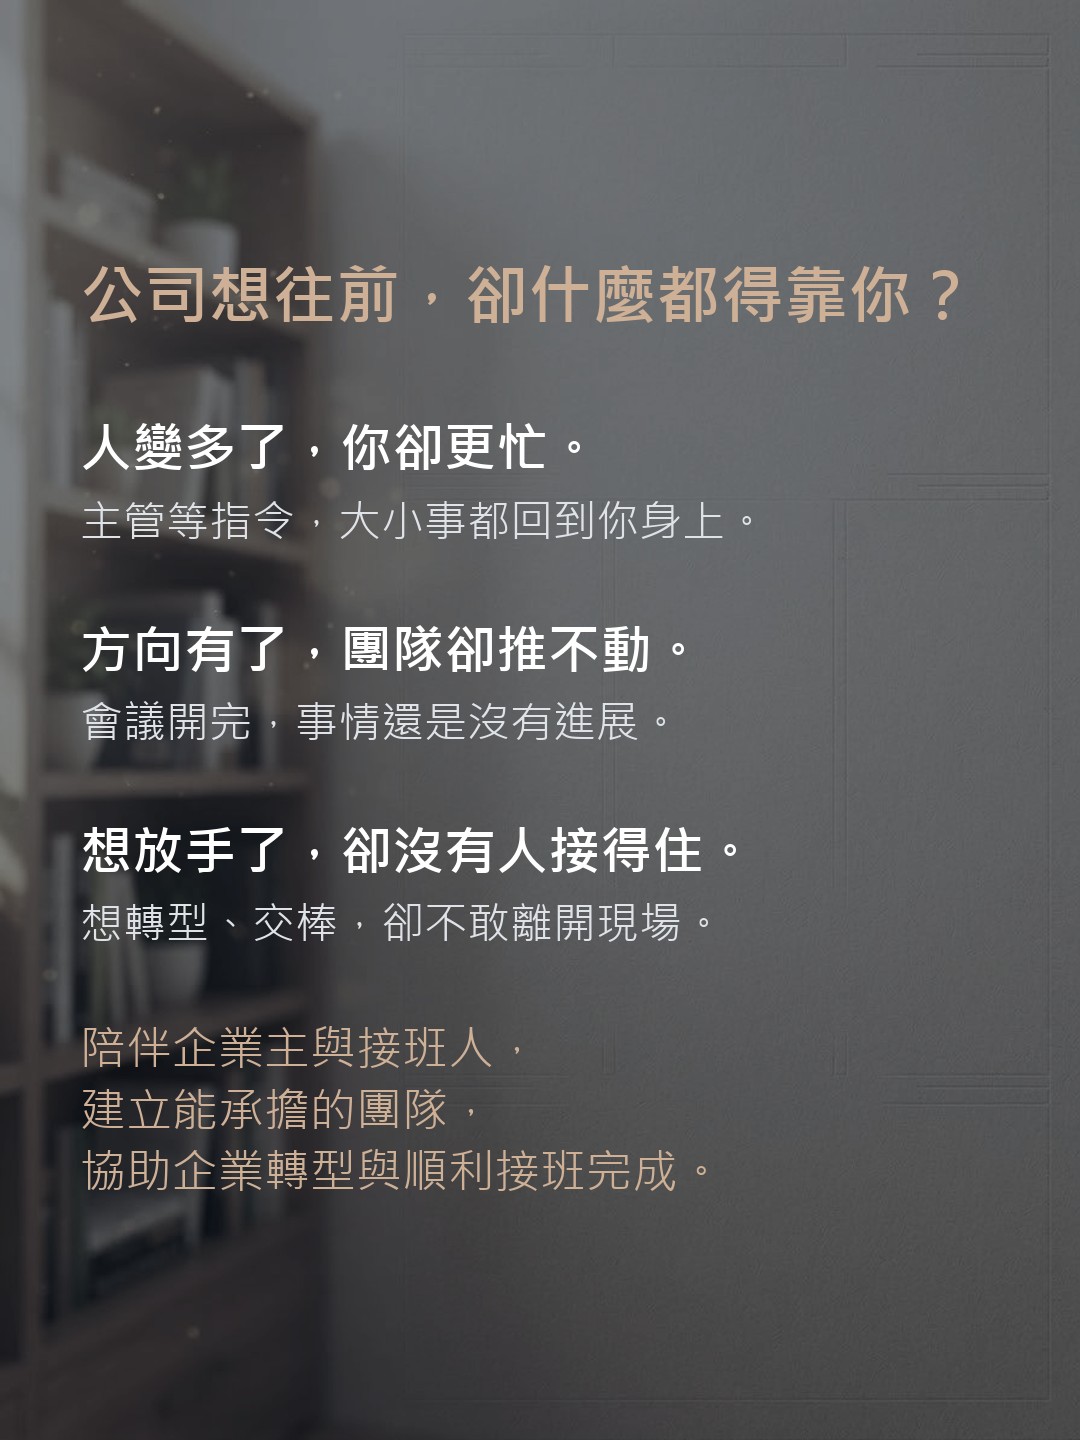 公司想往前，卻什麼都得靠你？
人變多了，你卻更忙。
主管等指令，大小事都回到你身上。
方向有了，團隊卻推不動。
會議開完，事情還是沒有進展。
想放手了，卻沒有人接得住。
想轉型、交棒，卻不敢離開現場。
陪伴企業主與接班人，
建立能承擔的團隊，
協助企業轉型與順利接班完成。